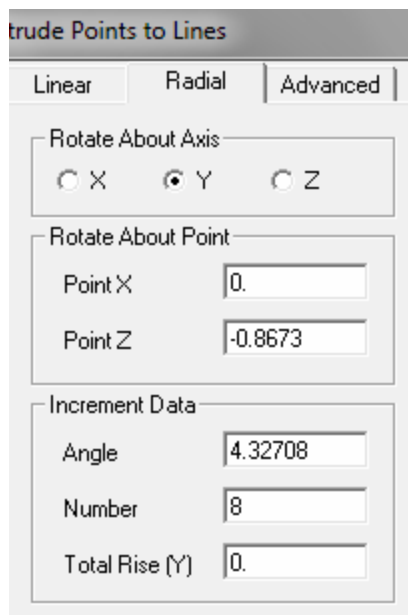 trude Points to Lines
Linear Radial Advanced
Rotate About Axis
X Y Z
Rotate About Point
Point X 0.
Point Z -0.8673
Increment Data
Angle 4.32708
Number 8
Total Rise (Y) 0.